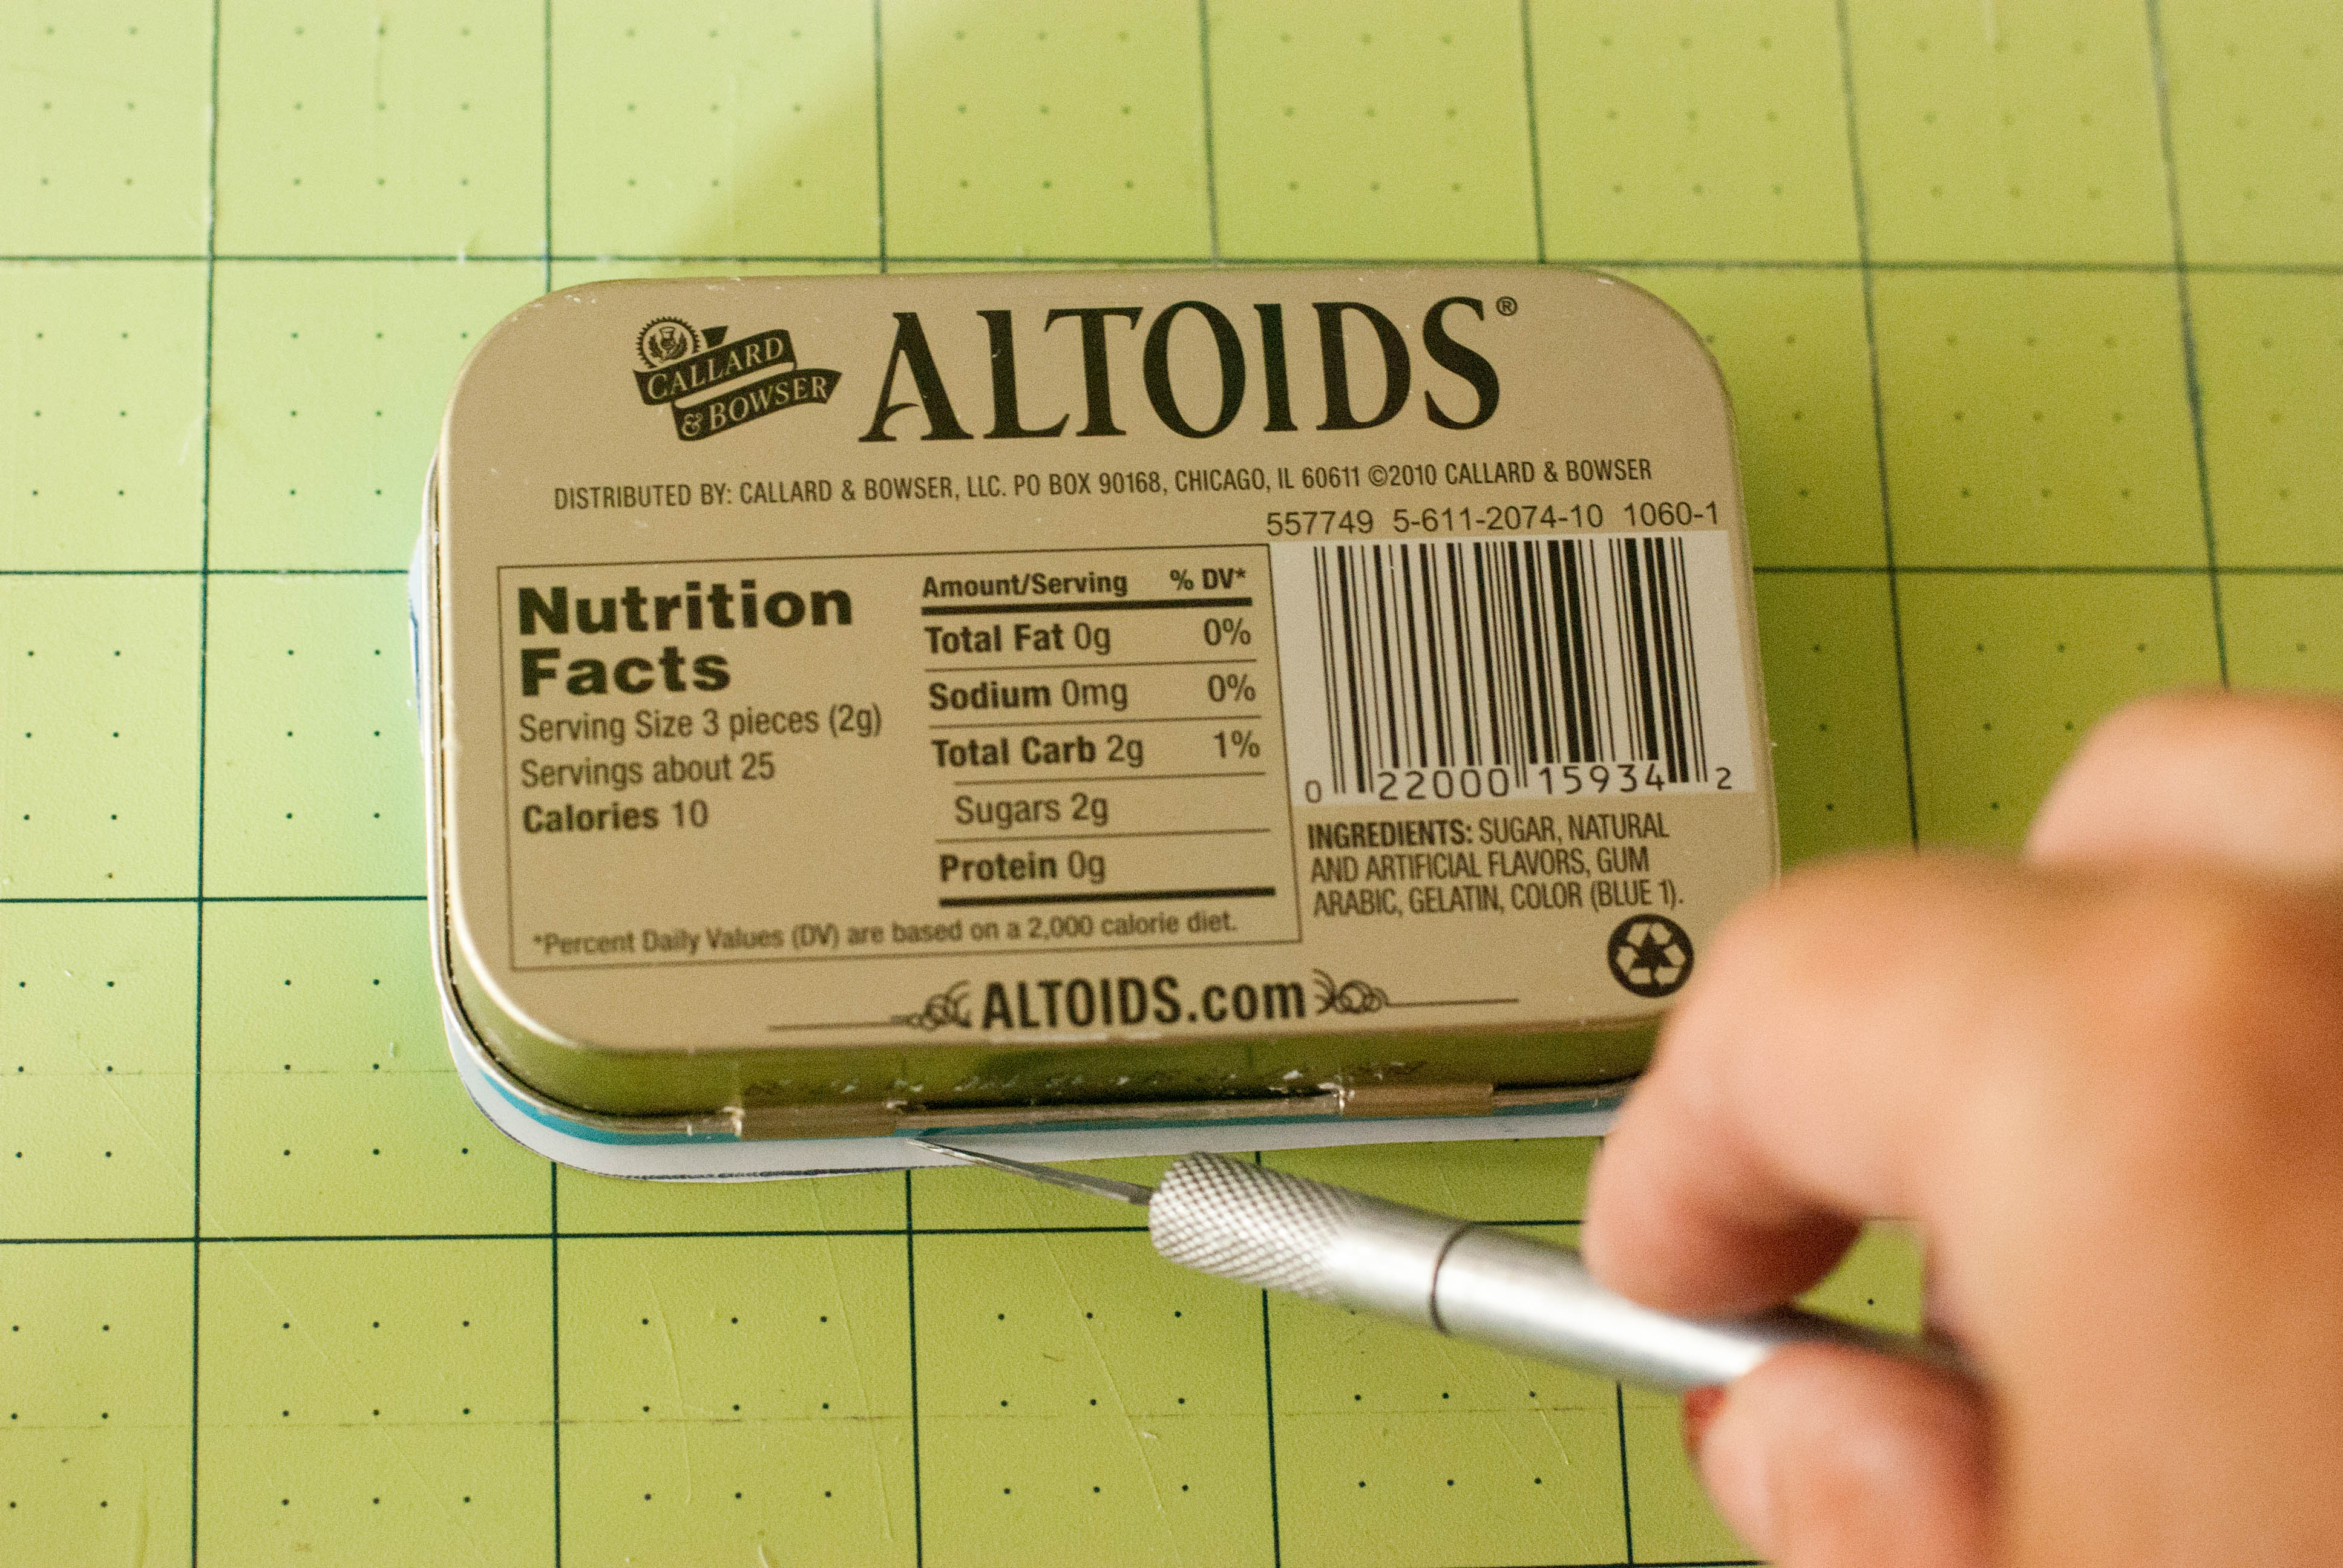 CALLARD
& BOWSER
ALTOIDS®
DISTRIBUTED BY: CALLARD & BOWSER, LLC. PO BOX 90168, CHICAGO, IL 60611 ©2010 CALLARD & BOWSER
557749 5-611-2074-10 1060-1
Nutrition
Facts
Serving Size 3 pieces (2g)
Servings about 25
Calories 10
Amount/Serving % DV*
Total Fat 0g 0%
Sodium 0mg 0%
Total Carb 2g 1%
Sugars 2g
Protein 0g
*Percent Daily Values (DV) are based on a 2,000 calorie diet.
0 22000 15934 2
INGREDIENTS: SUGAR, NATURAL
AND ARTIFICIAL FLAVORS, GUM
ARABIC, GELATIN, COLOR (BLUE 1).
ALTOIDS.com